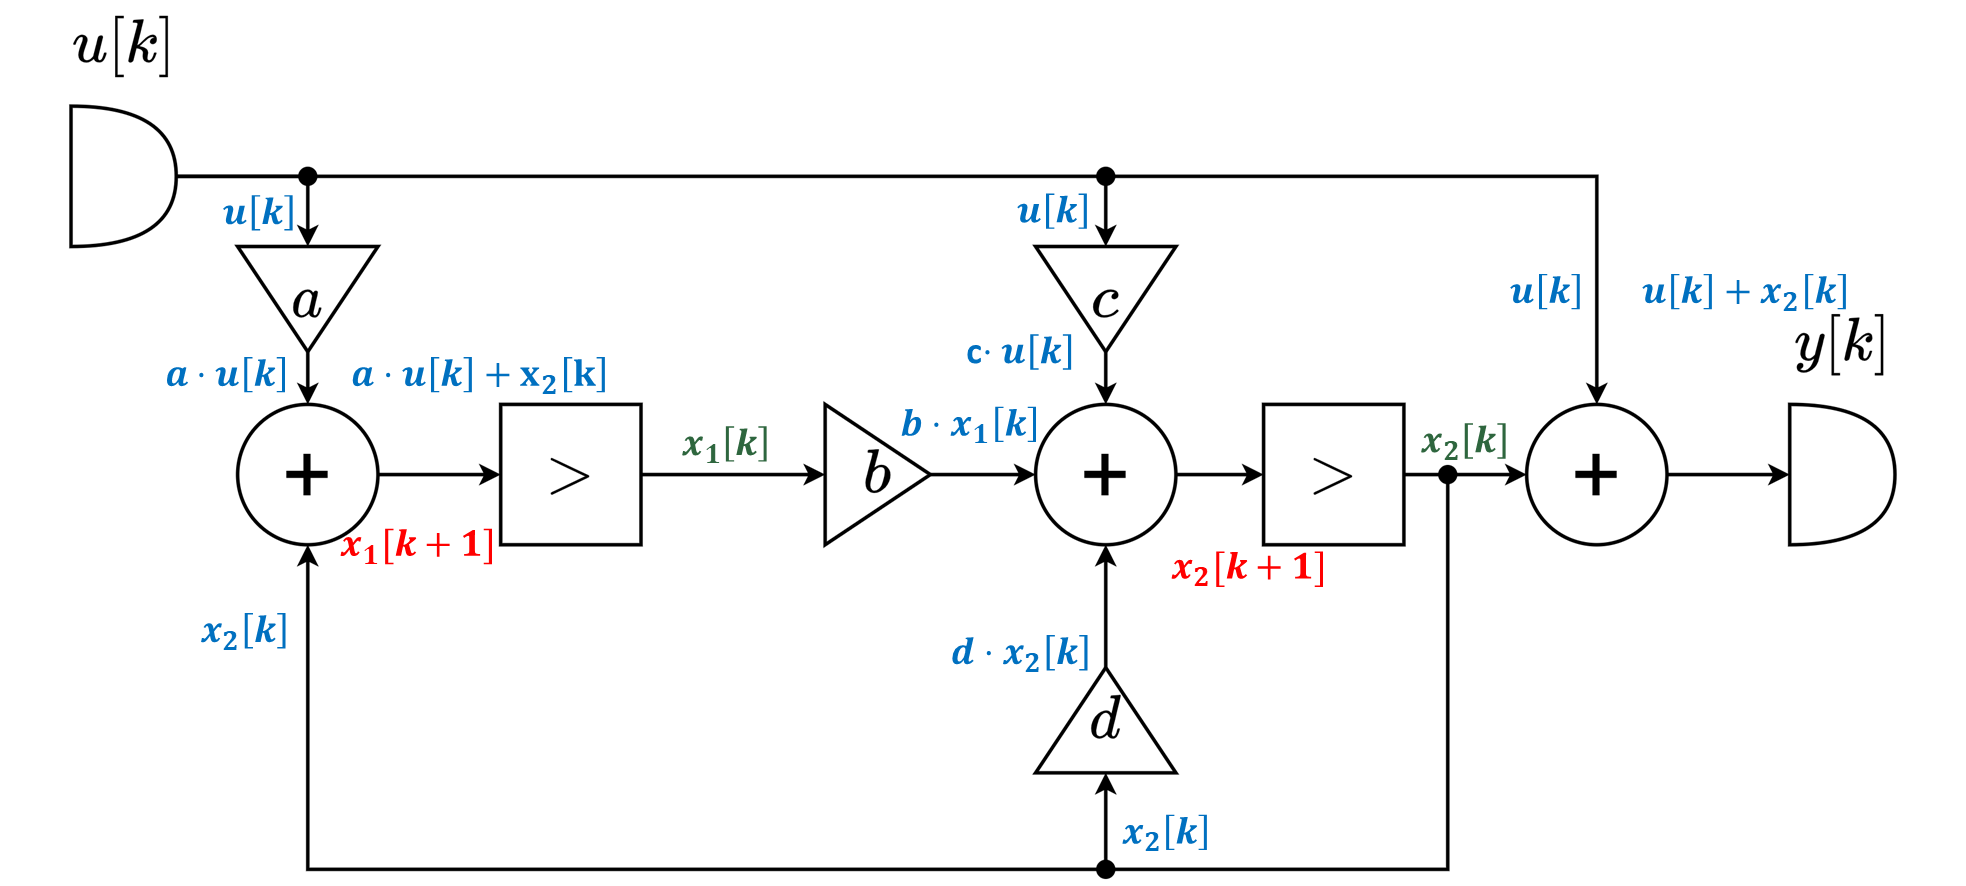 u[k]
u[k]
u[k]
a
c
u[k]
u[k] + x₂[k]
y[k]
a · u[k]
a · u[k] + x₂[k]
c· u[k]
+
x₁[k + 1]
>
x₁[k]
b
b · x₁[k]
+
x₂[k + 1]
>
x₂[k]
+
x₂[k]
d · x₂[k]
d
x₂[k]